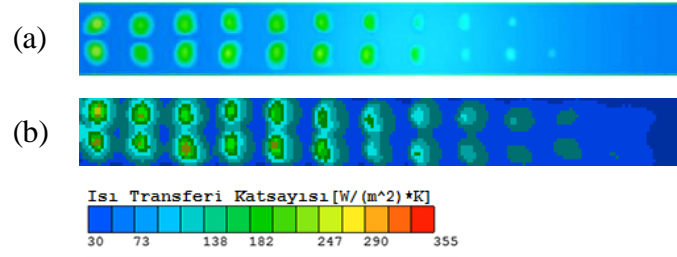 (a)
(b)
Isı Transferi Katsayısı[W/(m^2)*K]
30 73 138 182 247 290 355